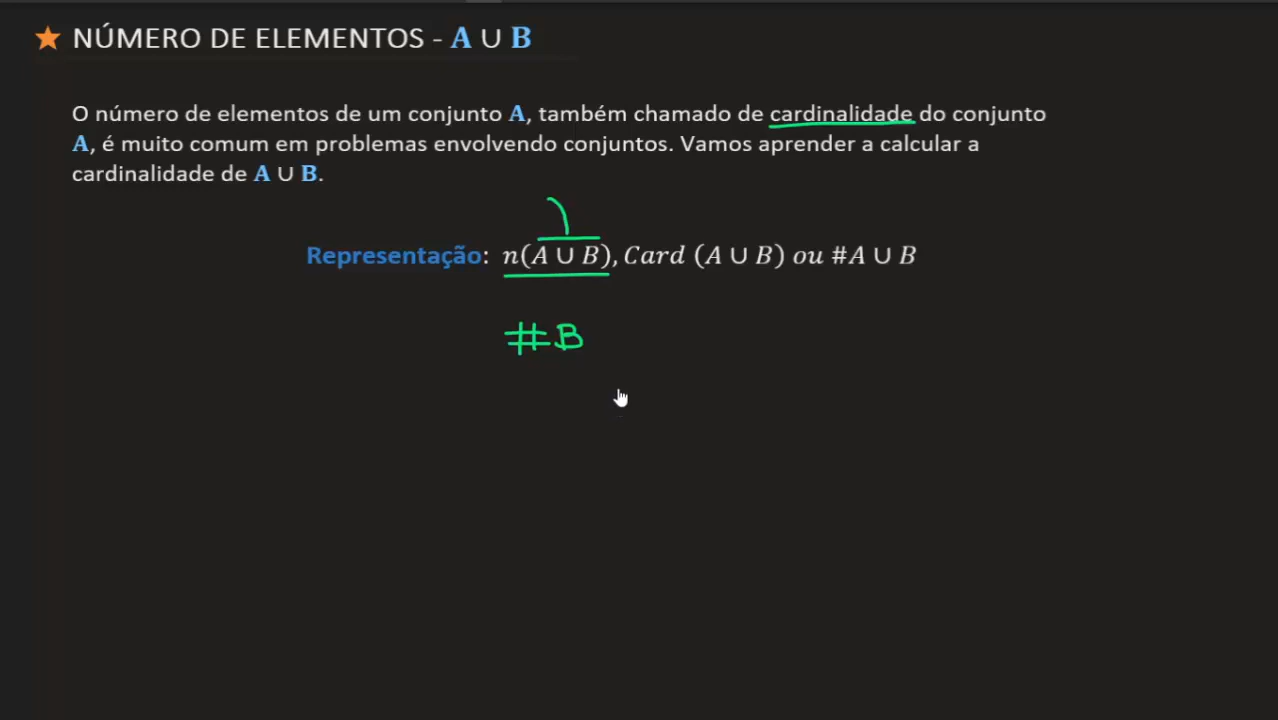 NÚMERO DE ELEMENTOS - A ∪ B
O número de elementos de um conjunto A, também chamado de cardinalidade do conjunto
A, é muito comum em problemas envolvendo conjuntos. Vamos aprender a calcular a
cardinalidade de A ∪ B.
Representação: n(A ∪ B), Card (A ∪ B) ou #A ∪ B
#B